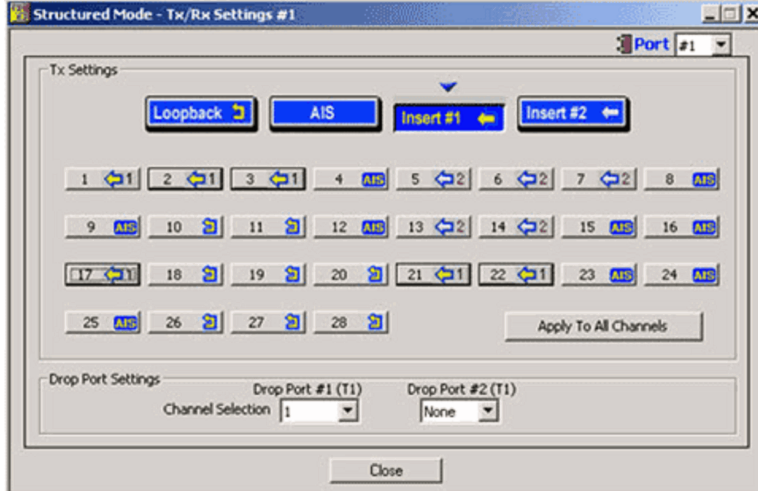 Structured Mode - Tx/Rx Settings #1
Port #1
Tx Settings
Loopback AIS Insert #1 Insert #2
1 1 2 1 3 1 4 AIS 5 2 6 2 7 2 8 AIS
9 AIS 10 11 12 AIS 13 2 14 2 15 AIS 16 AIS
17 1 18 19 20 21 1 22 1 23 AIS 24 AIS
25 AIS 26 27 28 Apply To All Channels
Drop Port Settings
Drop Port #1 (T1) Drop Port #2 (T1)
Channel Selection 1 None
Close